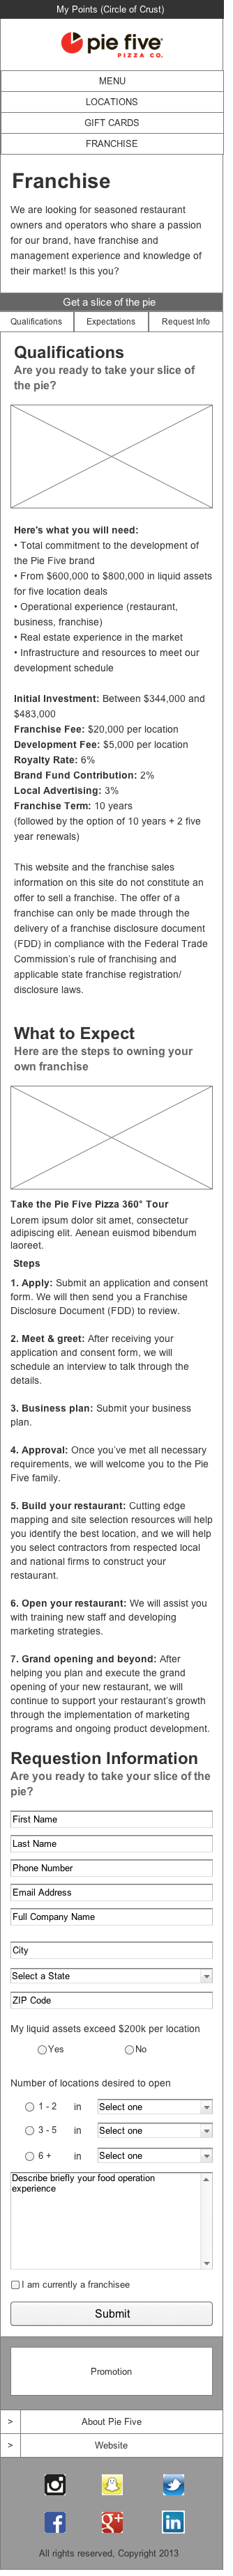 My Points (Circle of Crust)
pie five
PIZZA CO.
MENU
LOCATIONS
GIFT CARDS
FRANCHISE
Franchise
We are looking for seasoned restaurant
owners and operators who share a passion
for our brand, have franchise and
management experience and knowledge of
their market! Is this you?
Get a slice of the pie
Qualifications Expectations Request Info
Qualifications
Are you ready to take your slice of
the pie?
Here's what you will need:
• Total commitment to the development of
the Pie Five brand
• From $600,000 to $800,000 in liquid assets
for five location deals
• Operational experience (restaurant,
business, franchise)
• Real estate experience in the market
• Infrastructure and resources to meet our
development schedule
Initial Investment: Between $344,000 and
$483,000
Franchise Fee: $20,000 per location
Development Fee: $5,000 per location
Royalty Rate: 6%
Brand Fund Contribution: 2%
Local Advertising: 3%
Franchise Term: 10 years
(followed by the option of 10 years + 2 five
year renewals)
This website and the franchise sales
information on this site do not constitute an
offer to sell a franchise. The offer of a
franchise can only be made through the
delivery of a franchise disclosure document
(FDD) in compliance with the Federal Trade
Commission's rule of franchising and
applicable state franchise registration/
disclosure laws.
What to Expect
Here are the steps to owning your
own franchise
Take the Pie Five Pizza 360° Tour
Lorem ipsum dolor sit amet, consectetur
adipiscing elit. Aenean euismod bibendum
laoreet.
Steps
1. Apply: Submit an application and consent
form. We will then send you a Franchise
Disclosure Document (FDD) to review.
2. Meet & greet: After receiving your
application and consent form, we will
schedule an interview to talk through the
details.
3. Business plan: Submit your business
plan.
4. Approval: Once you've met all necessary
requirements, we will welcome you to the Pie
Five family.
5. Build your restaurant: Cutting edge
mapping and site selection resources will help
you identify the best location, and we will help
you select contractors from respected local
and national firms to construct your
restaurant.
6. Open your restaurant: We will assist you
with training new staff and developing
marketing strategies.
7. Grand opening and beyond: After
helping you plan and execute the grand
opening of your new restaurant, we will
continue to support your restaurant's growth
through the implementation of marketing
programs and ongoing product development.
Requestion Information
Are you ready to take your slice of the
pie?
First Name
Last Name
Phone Number
Email Address
Full Company Name
City
Select a State
ZIP Code
My liquid assets exceed $200k per location
Yes No
Number of locations desired to open
1 - 2 in Select one
3 - 5 in Select one
6 + in Select one
Describe briefly your food operation
experience
I am currently a franchisee
Submit
Promotion
> About Pie Five
> Website
f g+ in
All rights reserved, Copyright 2013